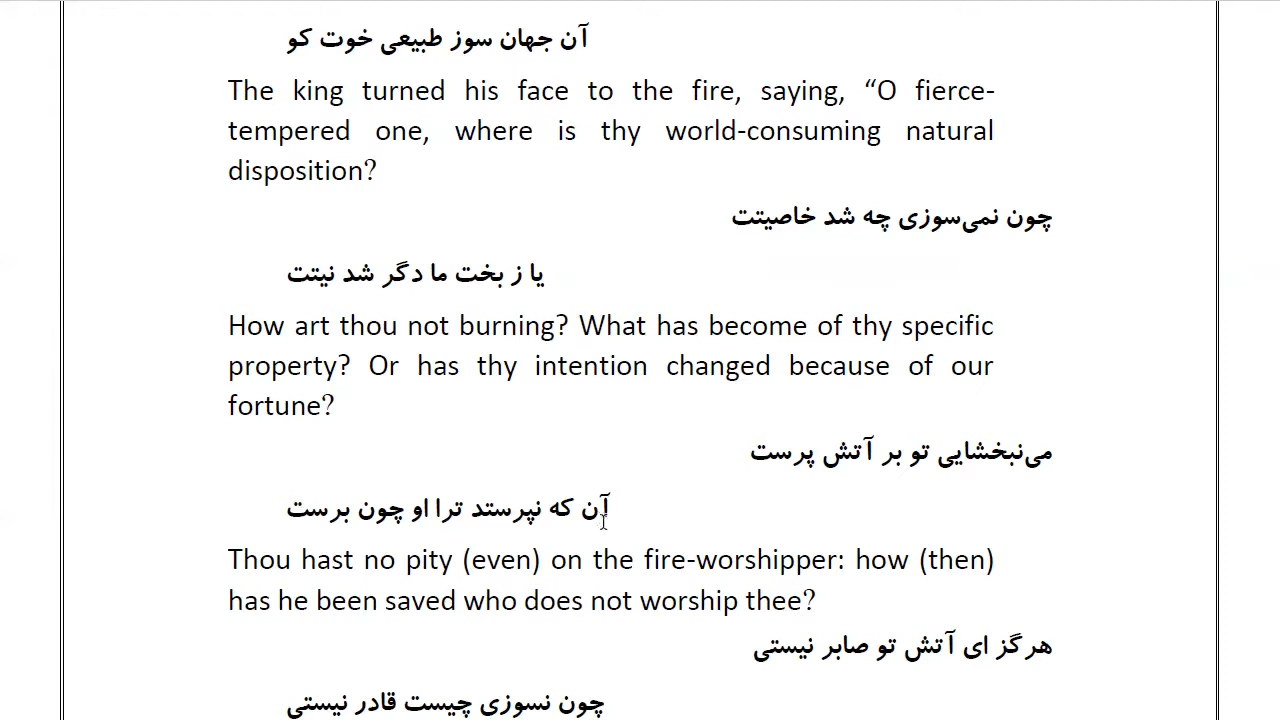 آن جهان سوز طبیعی خوت کو
The king turned his face to the fire, saying, “O fierce-
tempered one, where is thy world-consuming natural
disposition?
چون نمی‌سوزی چه شد خاصیتت
یا ز بخت ما دگر شد نیتت
How art thou not burning? What has become of thy specific
property? Or has thy intention changed because of our
fortune?
می‌نبخشایی تو بر آتش پرست
آن که نپرستد ترا او چون برست
Thou hast no pity (even) on the fire-worshipper: how (then)
has he been saved who does not worship thee?
هرگز ای آتش تو صابر نیستی
چون نسوزی چیست قادر نیستی